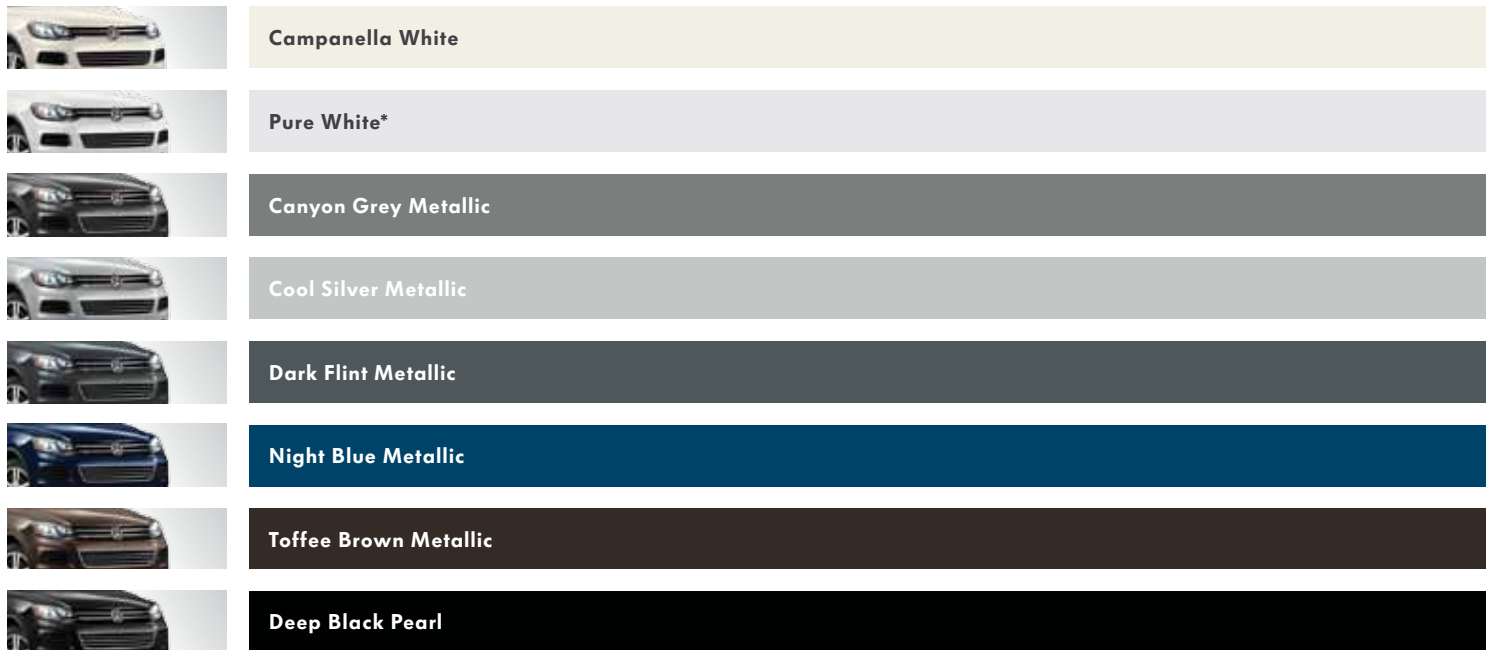 Campanella White
Pure White*
Canyon Grey Metallic
Cool Silver Metallic
Dark Flint Metallic
Night Blue Metallic
Toffee Brown Metallic
Deep Black Pearl